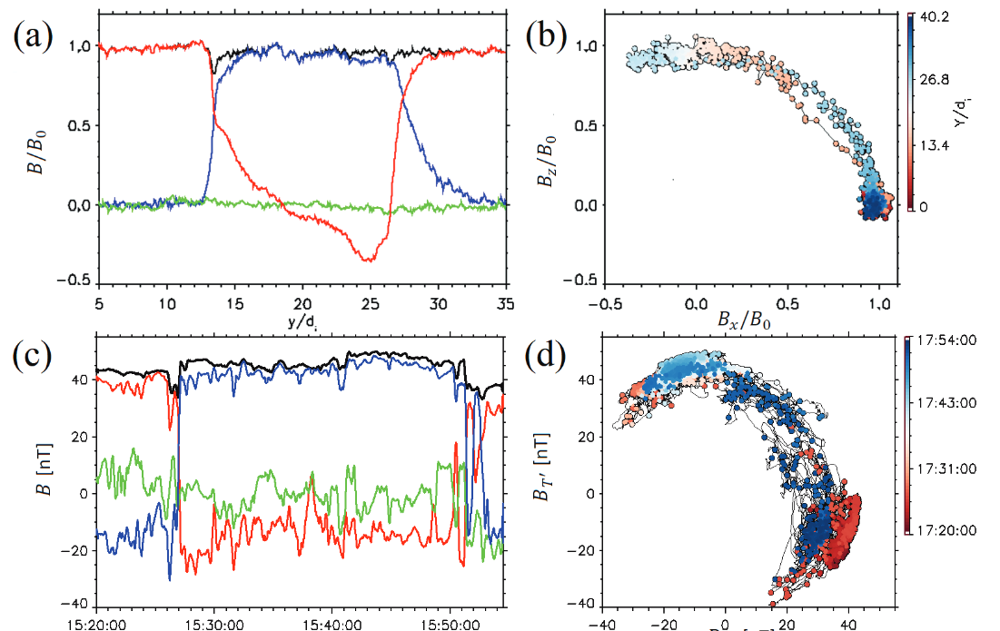 (a)
1.0
0.5
0.0
−0.5
B/B₀
5 10 15 20 25 30 35
y/dᵢ
(b)
1.0
0.5
0.0
−0.5
B_z/B₀
−0.5 0.0 0.5 1.0
B_x/B₀
40.2
26.8
13.4
0
Y/dᵢ
(c)
40
20
0
−20
−40
B [nT]
15:20:00 15:30:00 15:40:00 15:50:00
(d)
40
20
0
−20
−40
B_T′ [nT]
−40 −20 0 20 40
17:54:00
17:43:00
17:31:00
17:20:00